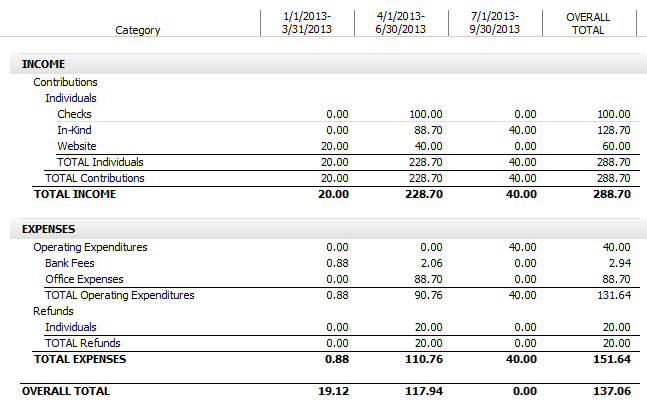 Category 1/1/2013- 3/31/2013 4/1/2013- 6/30/2013 7/1/2013- 9/30/2013 OVERALL TOTAL
INCOME
Contributions
Individuals
Checks 0.00 100.00 0.00 100.00
In-Kind 0.00 88.70 40.00 128.70
Website 20.00 40.00 0.00 60.00
TOTAL Individuals 20.00 228.70 40.00 288.70
TOTAL Contributions 20.00 228.70 40.00 288.70
TOTAL INCOME 20.00 228.70 40.00 288.70
EXPENSES
Operating Expenditures 0.00 0.00 40.00 40.00
Bank Fees 0.88 2.06 0.00 2.94
Office Expenses 0.00 88.70 0.00 88.70
TOTAL Operating Expenditures 0.88 90.76 40.00 131.64
Refunds
Individuals 0.00 20.00 0.00 20.00
TOTAL Refunds 0.00 20.00 0.00 20.00
TOTAL EXPENSES 0.88 110.76 40.00 151.64
OVERALL TOTAL 19.12 117.94 0.00 137.06